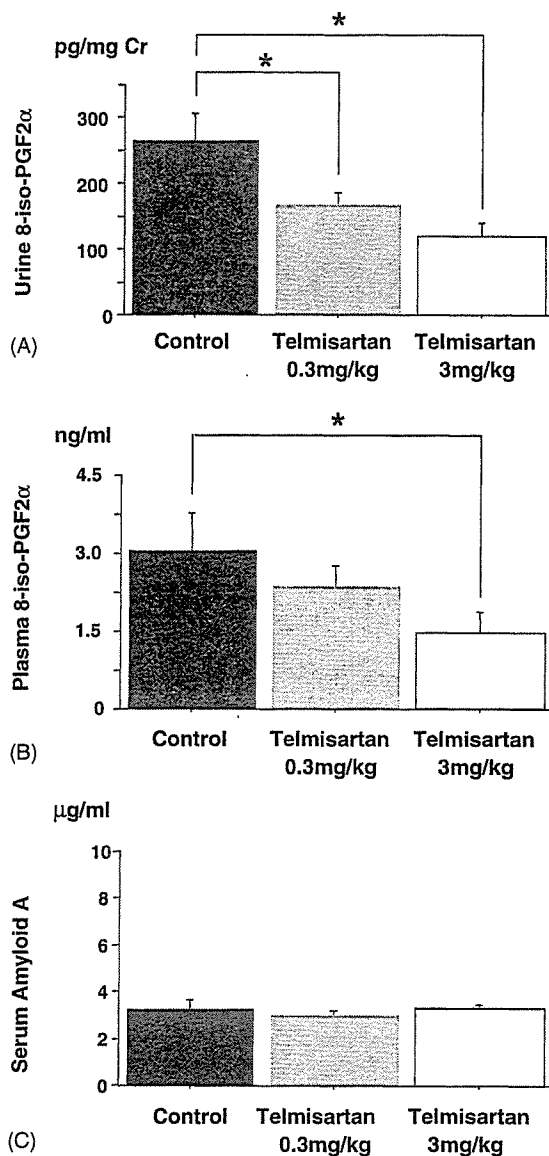 pg/mg Cr
*
*
Urine 8-iso-PGF2α
300
200
100
0
Control
Telmisartan 0.3mg/kg
Telmisartan 3mg/kg
(A)
ng/ml
*
Plasma 8-iso-PGF2α
4.5
3.0
1.5
0
Control
Telmisartan 0.3mg/kg
Telmisartan 3mg/kg
(B)
μg/ml
Serum Amyloid A
10
8
6
4
2
0
Control
Telmisartan 0.3mg/kg
Telmisartan 3mg/kg
(C)